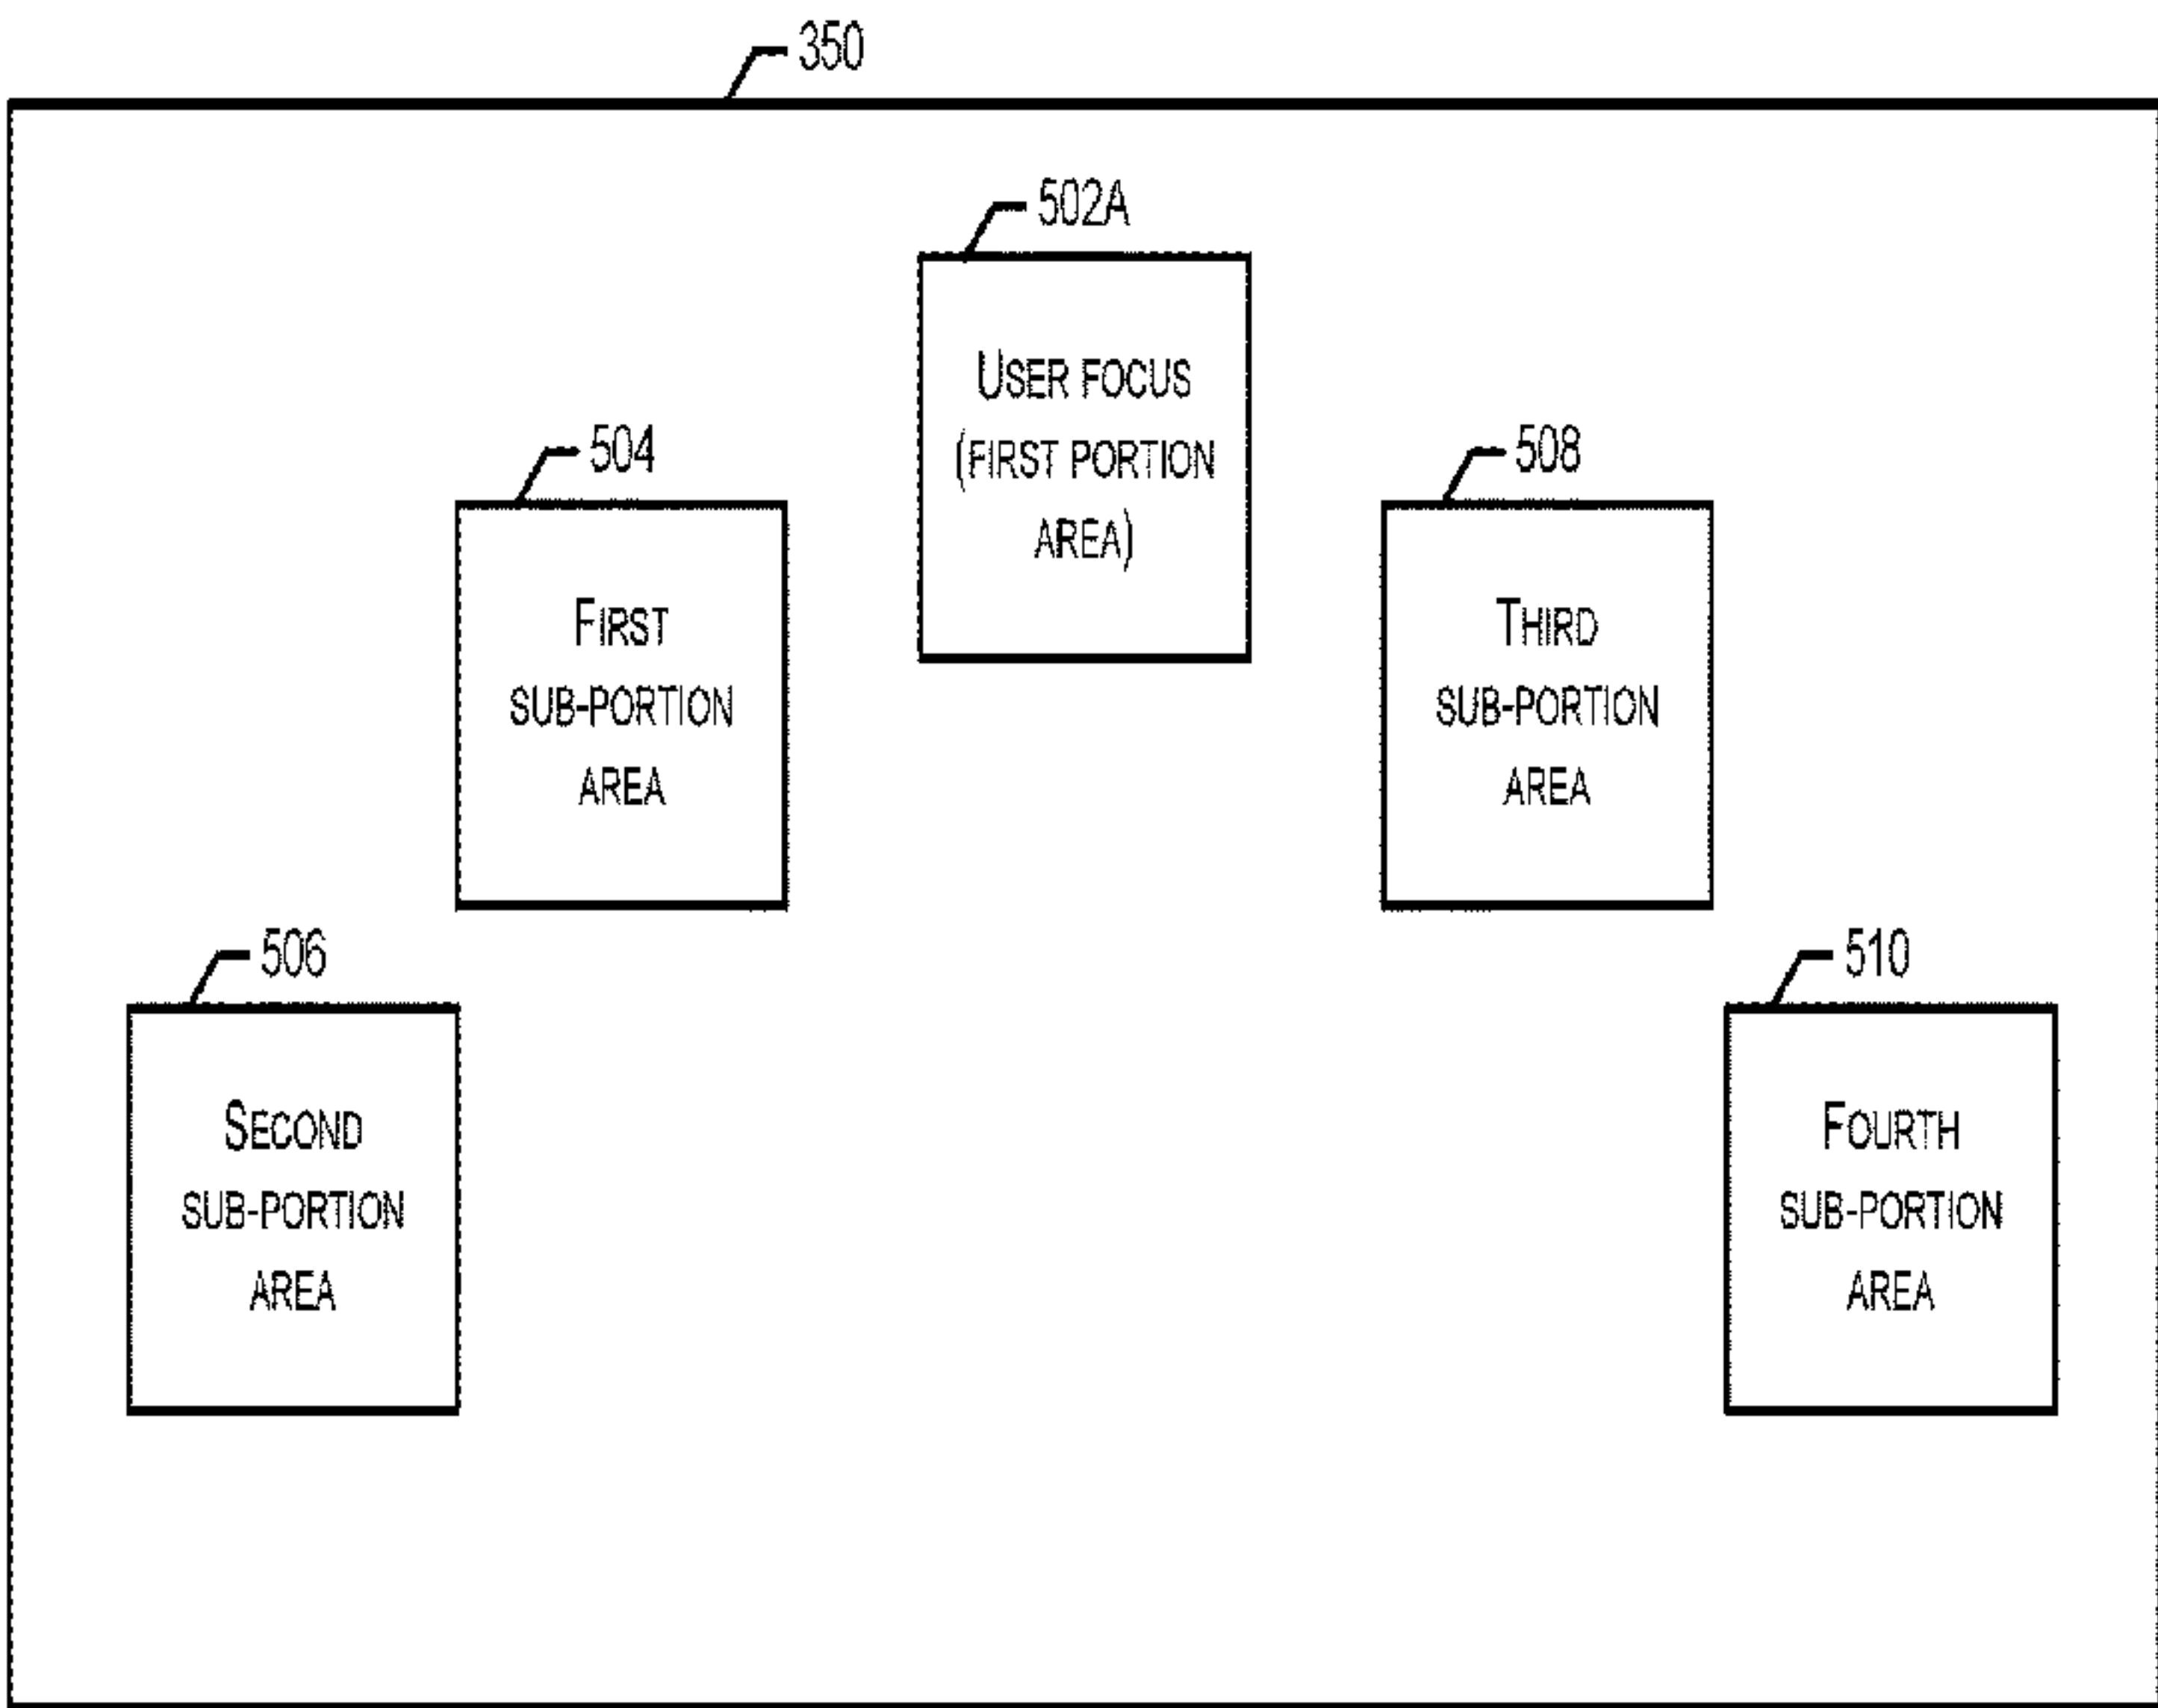 350
502A
USER FOCUS
(FIRST PORTION
AREA)
504
FIRST
SUB-PORTION
AREA
508
THIRD
SUB-PORTION
AREA
506
SECOND
SUB-PORTION
AREA
510
FOURTH
SUB-PORTION
AREA